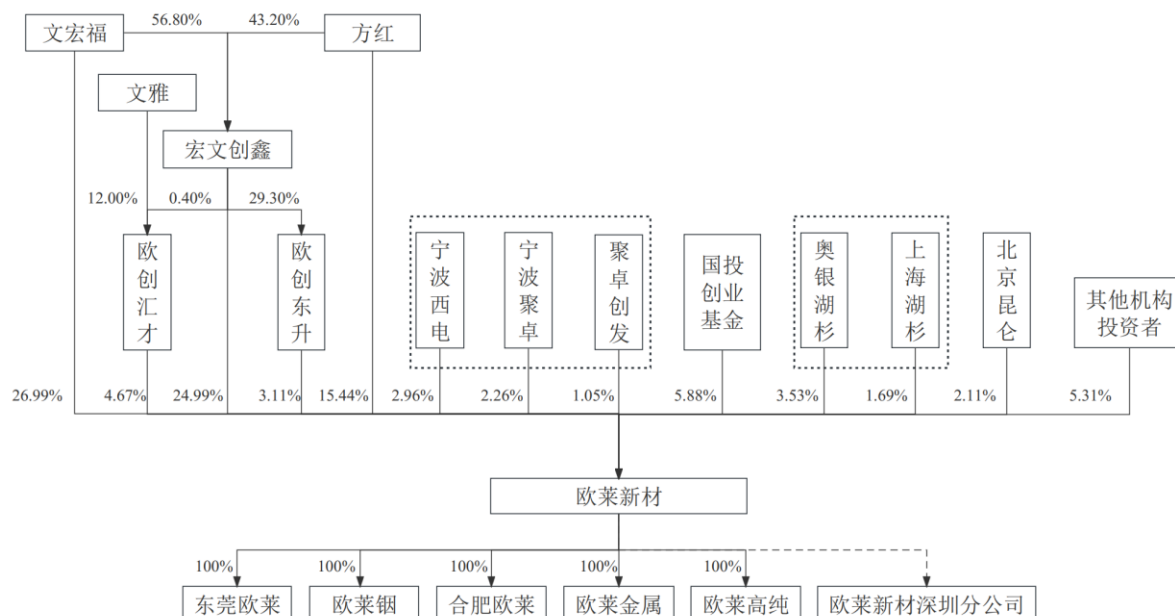 56.80%
43.20%
文宏福
方红
文雅
宏文创鑫
12.00%
0.40%
29.30%
欧创汇才
欧创东升
宁波西电
宁波聚卓
聚卓创发
国投
创业
基金
奥银湖杉
上海湖杉
北京昆仑
其他机构
投资者
26.99%
4.67%
24.99%
3.11%
15.44%
2.96%
2.26%
1.05%
5.88%
3.53%
1.69%
2.11%
5.31%
欧莱新材
100%
100%
100%
100%
100%
东莞欧莱
欧莱钶
合肥欧莱
欧莱金属
欧莱高纯
欧莱新材深圳分公司